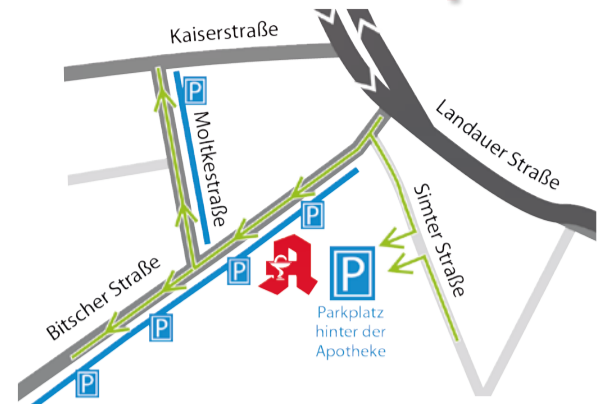 Kaiserstraße
P
Moltkestraße
Landauer Straße
Simter Straße
P
P
P
Bitscher Straße
P
P
Parkplatz
hinter der
Apotheke